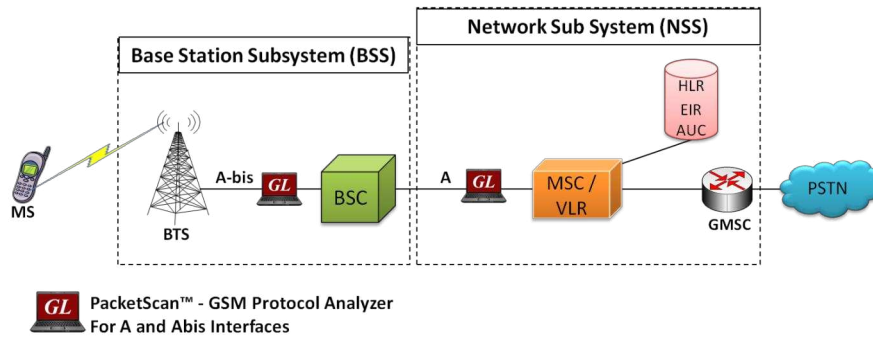 Network Sub System (NSS)
Base Station Subsystem (BSS)
HLR
EIR
AUC
A-bis
GL
BSC
A
GL
MSC /
VLR
PSTN
MS
BTS
GMSC
GL
PacketScan™ - GSM Protocol Analyzer
For A and Abis Interfaces